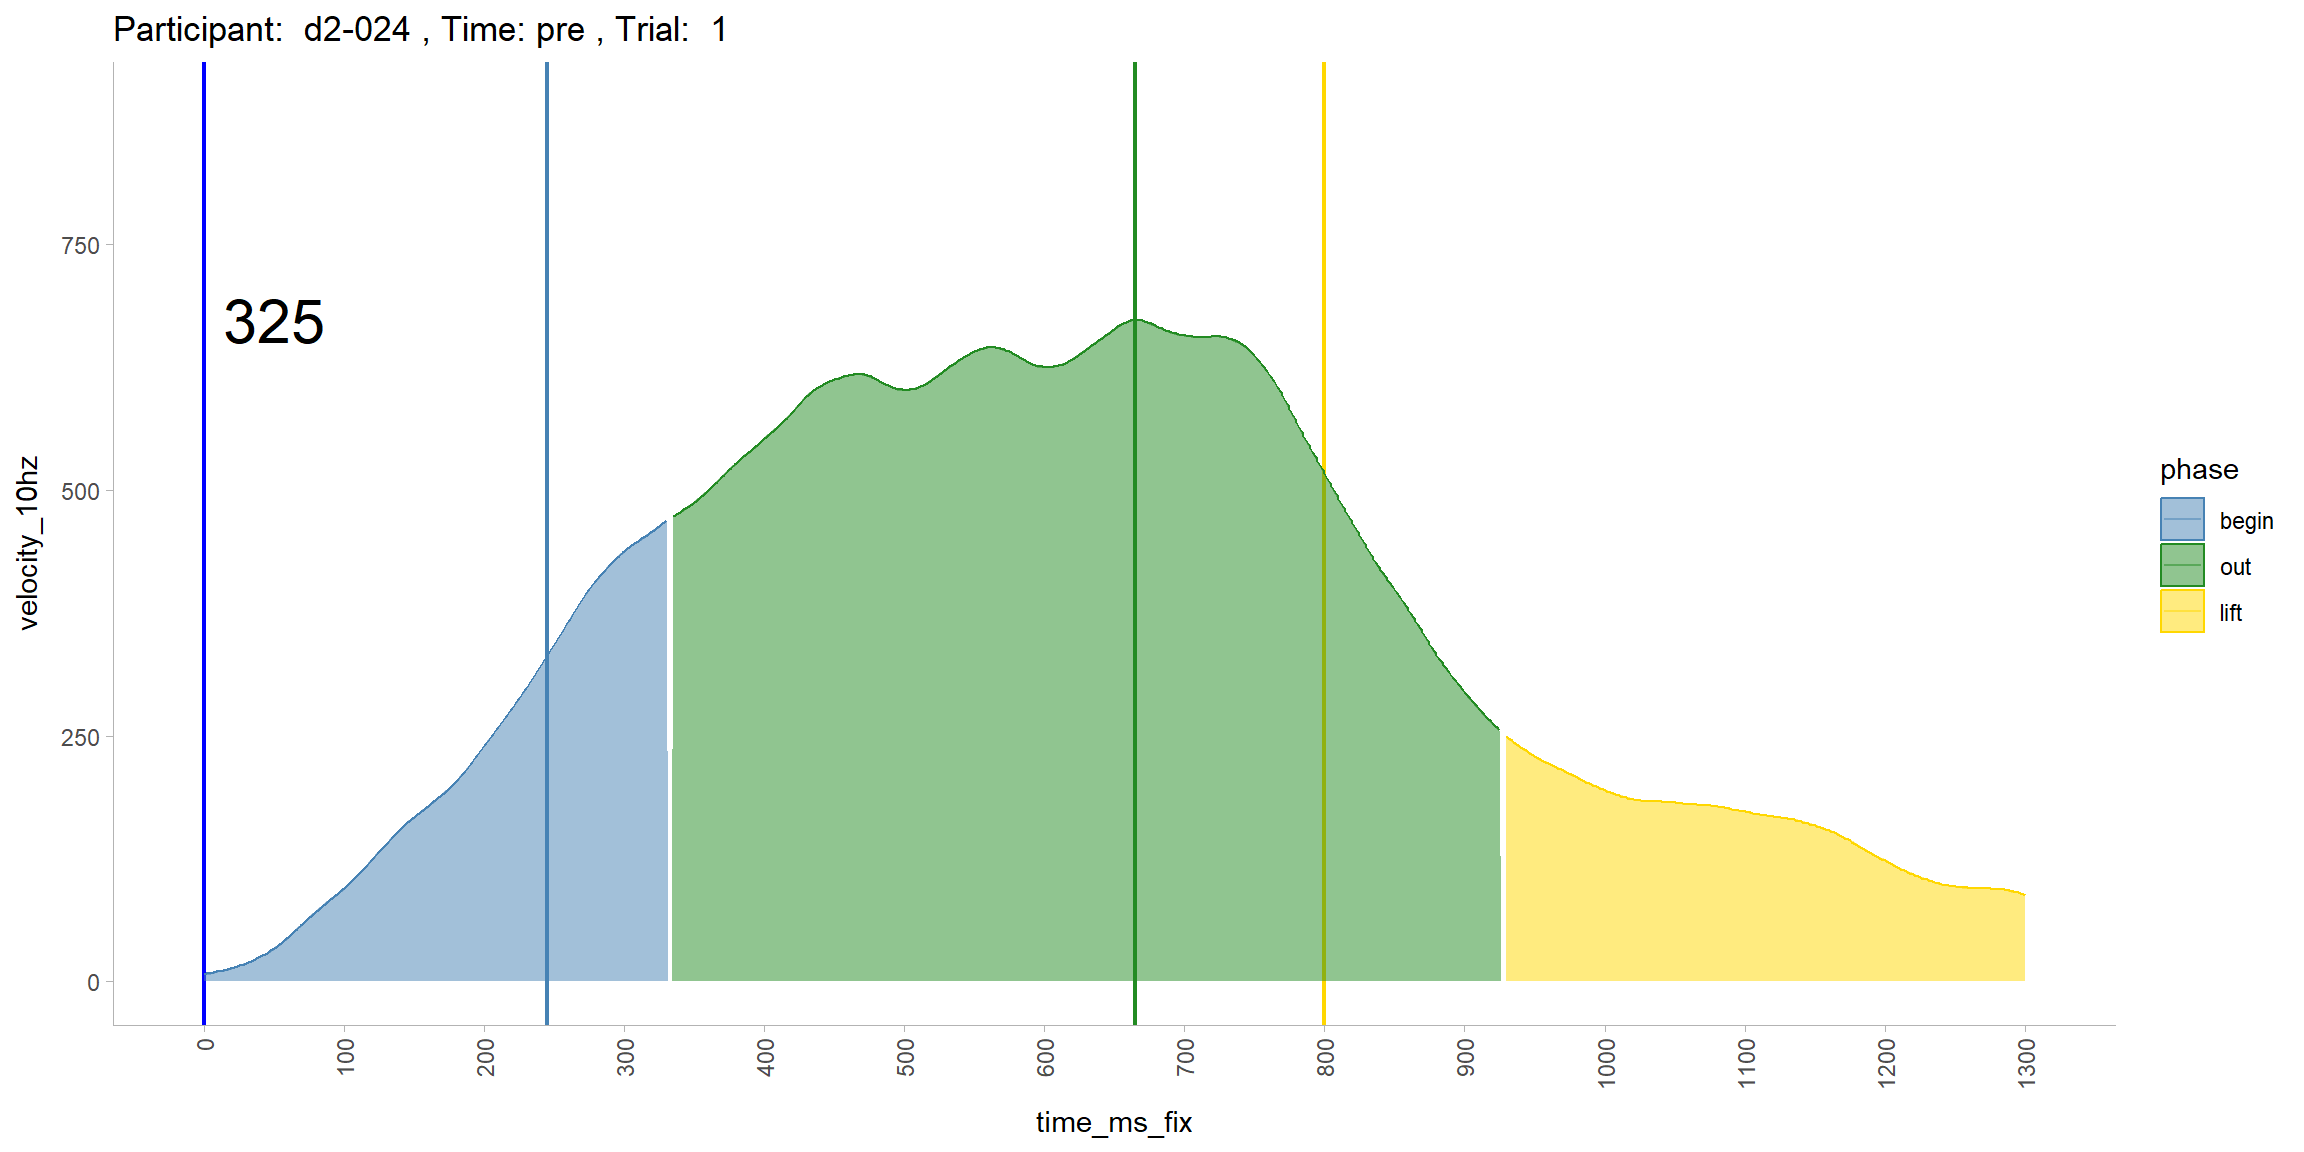 Participant:  d2-024 , Time: pre , Trial:  1
750
500
250
0
velocity_10hz
325
0
100
200
300
400
500
600
700
800
900
1000
1100
1200
1300
time_ms_fix
phase
begin
out
lift